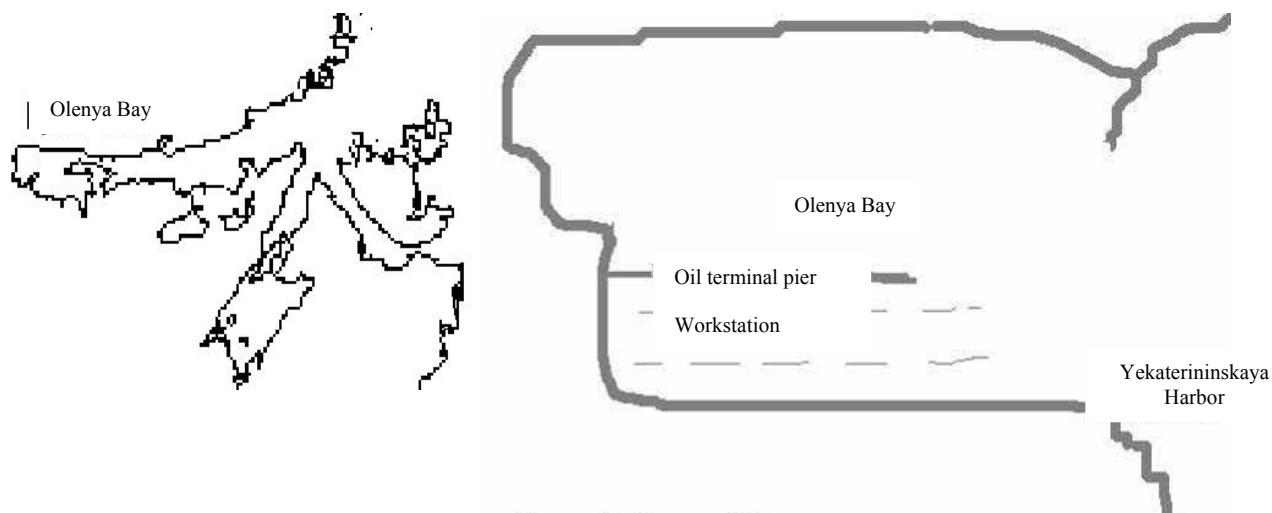 Olenya Bay
Olenya Bay
Oil terminal pier
Workstation
Yekaterininskaya
Harbor